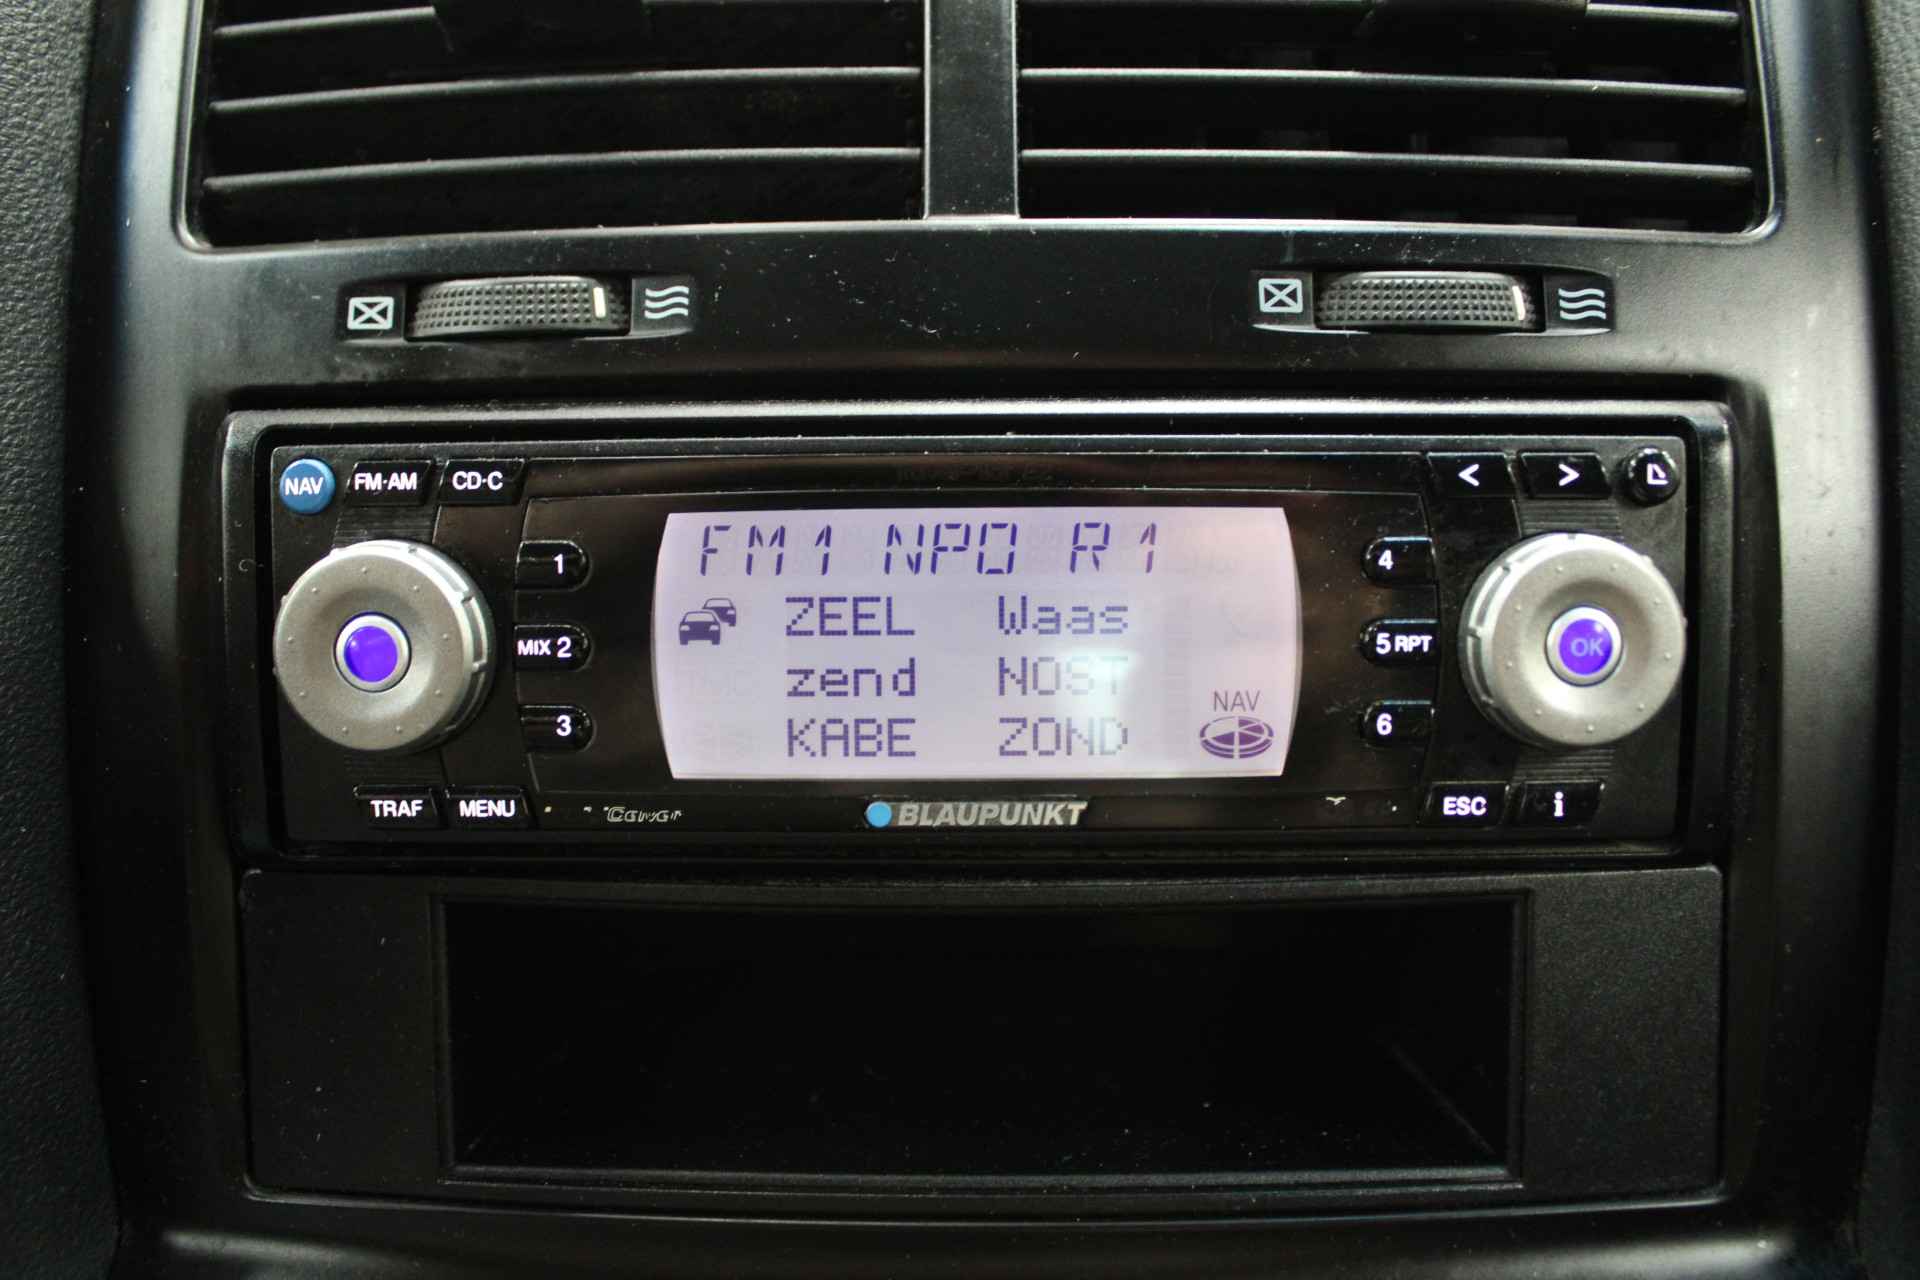 NAV FM·AM CD·C < >
FM1 NPO R1
1 4
ZEEL Waas
MIX 2 5 RPT OK
zend NOST
NAV
3 6
KABE ZOND
TRAF MENU BLAUPUNKT ESC i